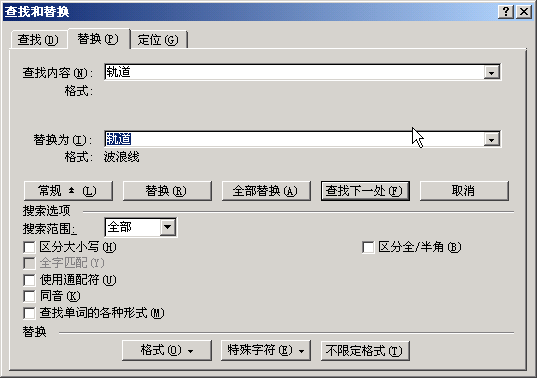 查找和替换
查找(D) 替换(P) 定位(G)
查找内容(N): 轨道
格式:
替换为(I): 轨道
格式: 波浪线
常规 (L) 替换(R) 全部替换(A) 查找下一处(F) 取消
搜索选项
搜索范围: 全部
区分大小写(H) 区分全/半角(B)
全字匹配(Y)
使用通配符(U)
同音(K)
查找单词的各种形式(M)
替换
格式(O) 特殊字符(E) 不限定格式(T)